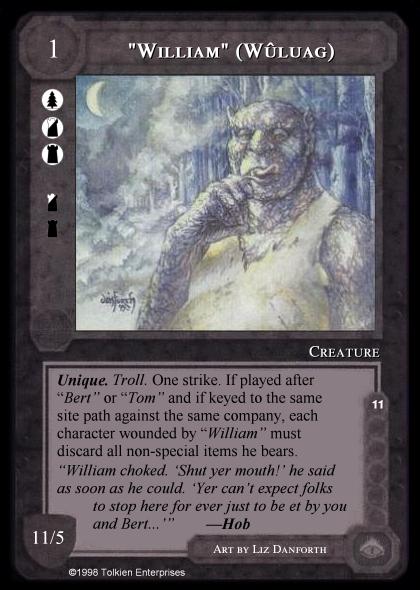 1
"WILLIAM" (WÛLUAG)
CREATURE
Unique. Troll. One strike. If played after
"Bert" or "Tom" and if keyed to the same
site path against the same company, each
character wounded by "William" must
discard all non-special items he bears.
11
"William choked. 'Shut yer mouth!' he said
as soon as he could. 'Yer can't expect folks
to stop here for ever just to be et by you
and Bert...'" —Hob
11/5
ART BY LIZ DANFORTH
©1998 Tolkien Enterprises